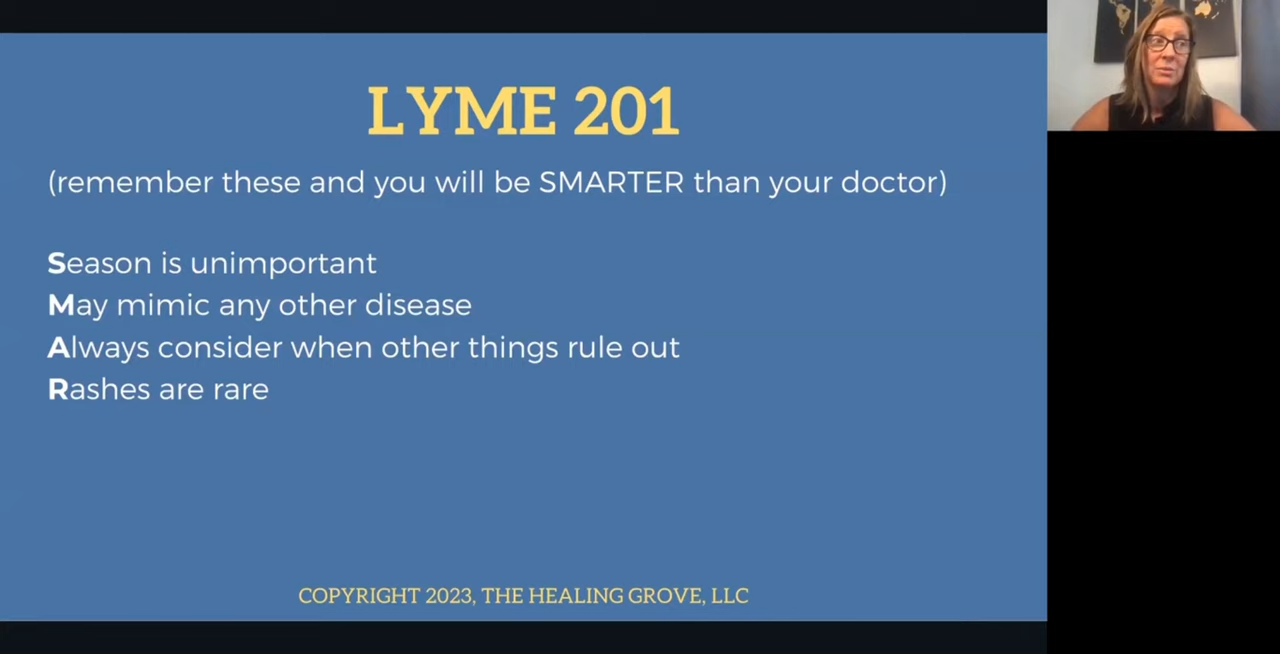 LYME 201
(remember these and you will be SMARTER than your doctor)
Season is unimportant
May mimic any other disease
Always consider when other things rule out
Rashes are rare
COPYRIGHT 2023, THE HEALING GROVE, LLC